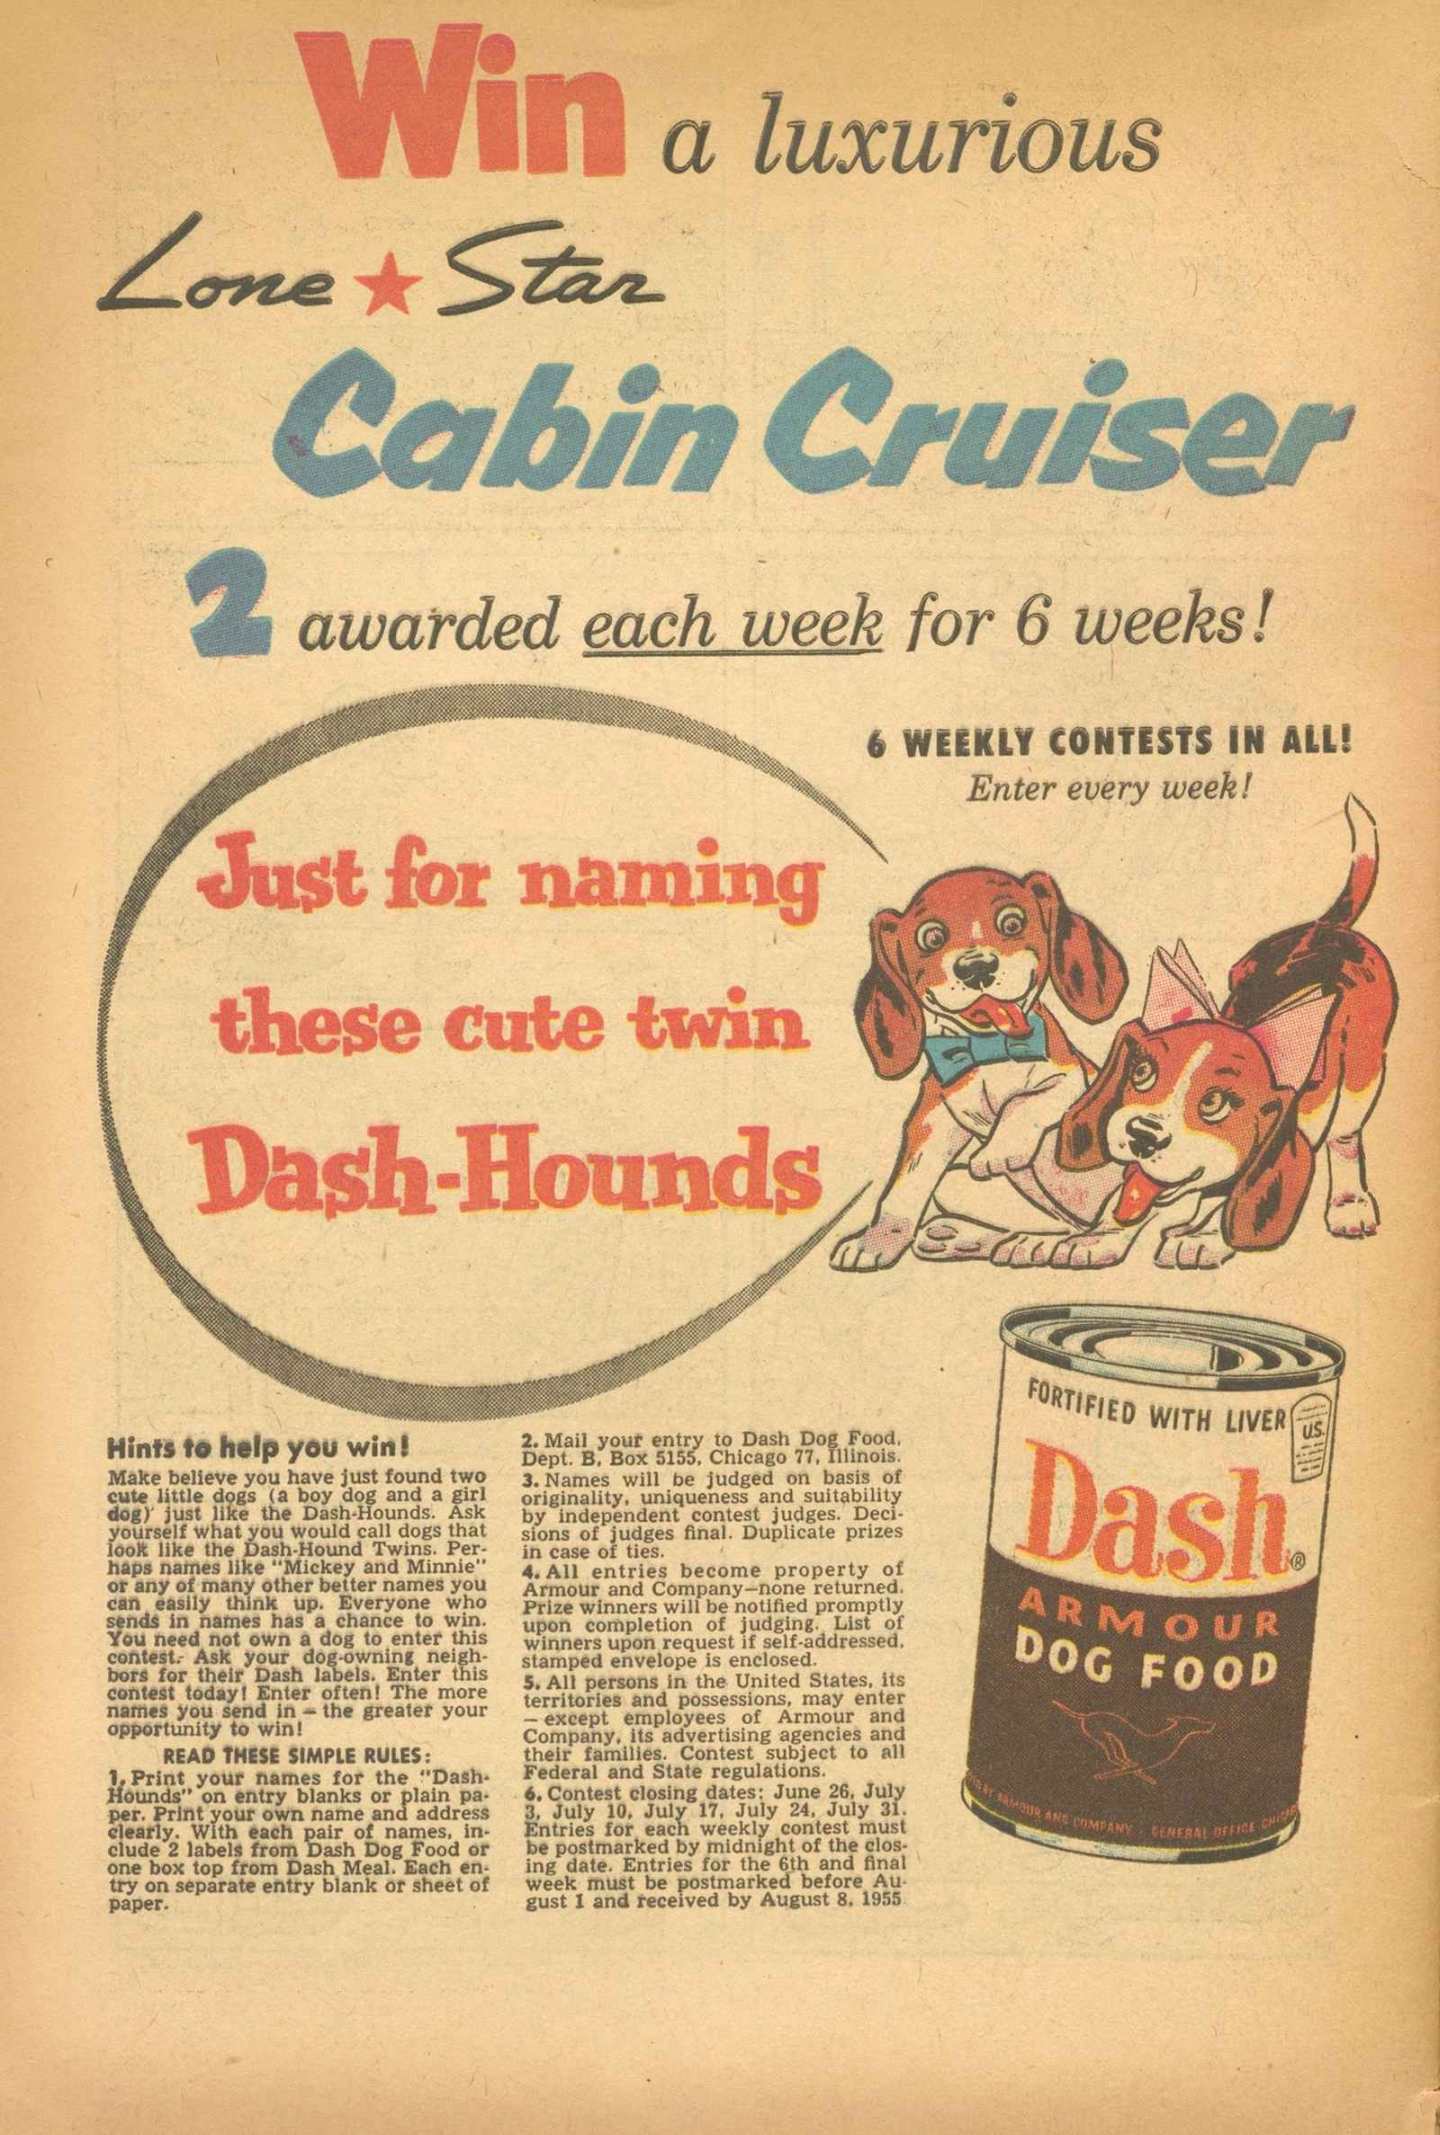 Win a luxurious
Lone Star
Cabin Cruiser
2 awarded each week for 6 weeks!
6 WEEKLY CONTESTS IN ALL!
Enter every week!
Just for naming
these cute twin
Dash-Hounds
Hints to help you win!
Make believe you have just found two
cute little dogs (a boy dog and a girl
dog) just like the Dash-Hounds. Ask
yourself what you would call dogs that
look like the Dash-Hound Twins. Per-
haps names like "Mickey and Minnie"
or any of many other better names you
can easily think up. Everyone who
sends in names has a chance to win.
You need not own a dog to enter this
contest. Ask your dog-owning neigh-
bors for their Dash labels. Enter this
contest today! Enter often! The more
names you send in – the greater your
opportunity to win!
READ THESE SIMPLE RULES:
1. Print your names for the "Dash-
Hounds" on entry blanks or plain pa-
per. Print your own name and address
clearly. With each pair of names, in-
clude 2 labels from Dash Dog Food or
one box top from Dash Meal. Each en-
try on separate entry blank or sheet of
paper.
2. Mail your entry to Dash Dog Food,
Dept. B, Box 5155, Chicago 77, Illinois.
3. Names will be judged on basis of
originality, uniqueness and suitability
by independent contest judges. Deci-
sions of judges final. Duplicate prizes
in case of ties.
4. All entries become property of
Armour and Company—none returned.
Prize winners will be notified promptly
upon completion of judging. List of
winners upon request if self-addressed,
stamped envelope is enclosed.
5. All persons in the United States, its
territories and possessions, may enter
— except employees of Armour and
Company, its advertising agencies and
their families. Contest subject to all
Federal and State regulations.
6. Contest closing dates: June 26, July
3, July 10, July 17, July 24, July 31.
Entries for each weekly contest must
be postmarked by midnight of the clos-
ing date. Entries for the 6th and final
week must be postmarked before Au-
gust 1 and received by August 8, 1955
FORTIFIED WITH LIVER
U.S.
Dash®
ARMOUR
DOG FOOD
BY ARMOUR AND COMPANY · GENERAL OFFICE